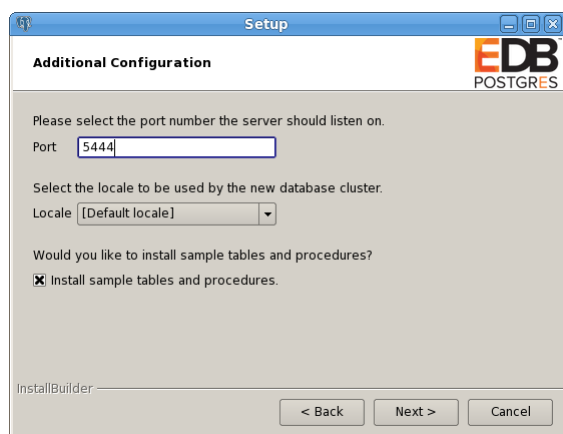 Setup
Additional Configuration
EDB
POSTGRES
Please select the port number the server should listen on.
Port 5444
Select the locale to be used by the new database cluster.
Locale [Default locale]
Would you like to install sample tables and procedures?
Install sample tables and procedures.
InstallBuilder
< Back Next > Cancel